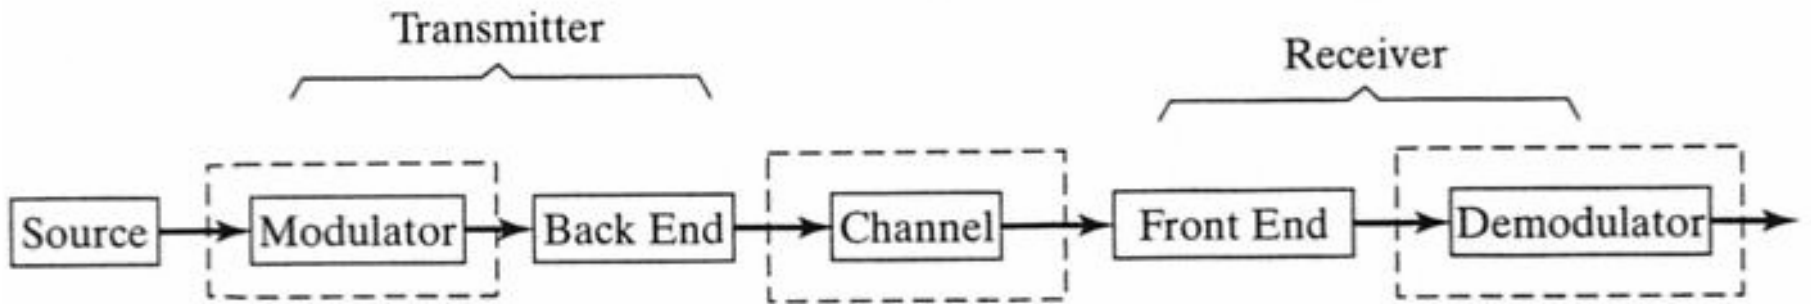 Transmitter
Receiver
Source
Modulator
Back End
Channel
Front End
Demodulator